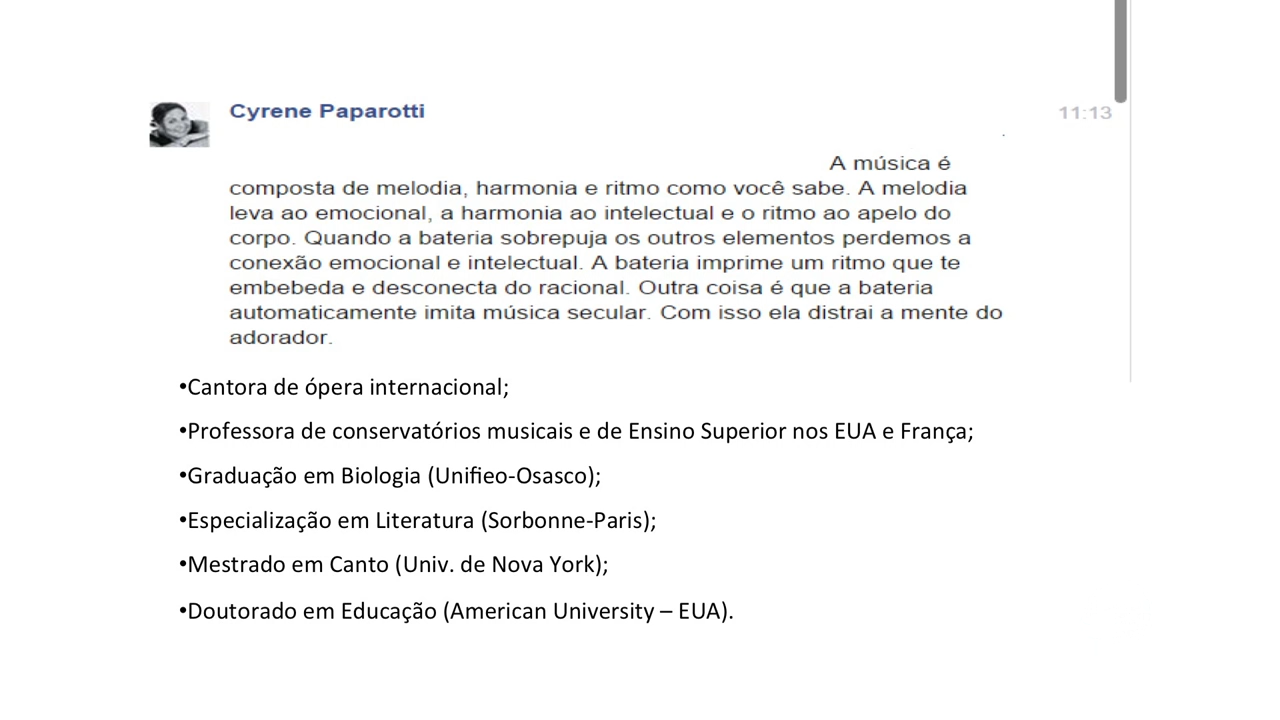 Cyrene Paparotti
11:13
A música é
composta de melodia, harmonia e ritmo como você sabe. A melodia
leva ao emocional, a harmonia ao intelectual e o ritmo ao apelo do
corpo. Quando a bateria sobrepuja os outros elementos perdemos a
conexão emocional e intelectual. A bateria imprime um ritmo que te
embebeda e desconecta do racional. Outra coisa é que a bateria
automaticamente imita música secular. Com isso ela distrai a mente do
adorador.
•Cantora de ópera internacional;
•Professora de conservatórios musicais e de Ensino Superior nos EUA e França;
•Graduação em Biologia (Unifieo-Osasco);
•Especialização em Literatura (Sorbonne-Paris);
•Mestrado em Canto (Univ. de Nova York);
•Doutorado em Educação (American University – EUA).